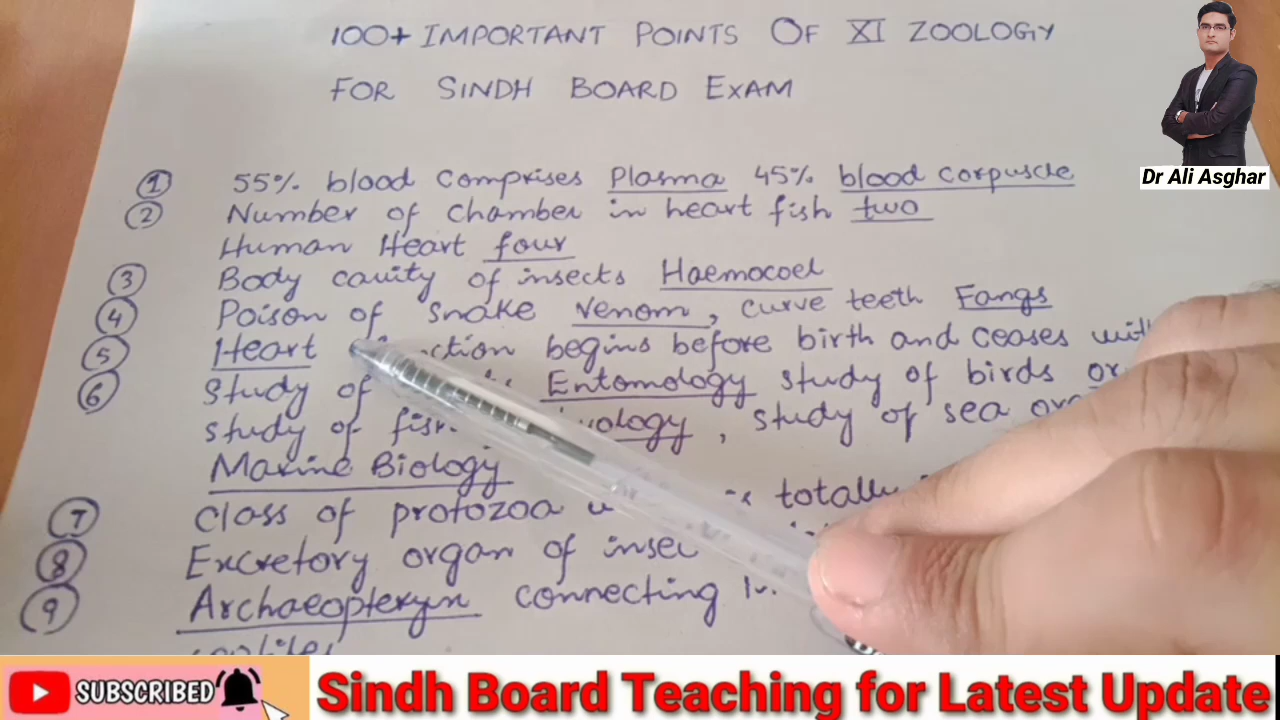 100+ IMPORTANT POINTS OF XI ZOOLOGY
FOR SINDH BOARD EXAM
Dr Ali Asghar
1 55% blood comprises Plasma 45% blood corpuscle
2 Number of chamber in heart fish two
Human Heart four
3 Body cavity of insects Haemocoel
4 Poison of snake Venom, curve teeth Fangs
5 Heart begins before birth and ceases
6 Study of Entomology study of birds
study of , study of sea
Marine Biology
7 class of protozoa totally
8 Excretory organ of
9 Archaeopteryx connecting
SUBSCRIBED
Sindh Board Teaching for Latest Update